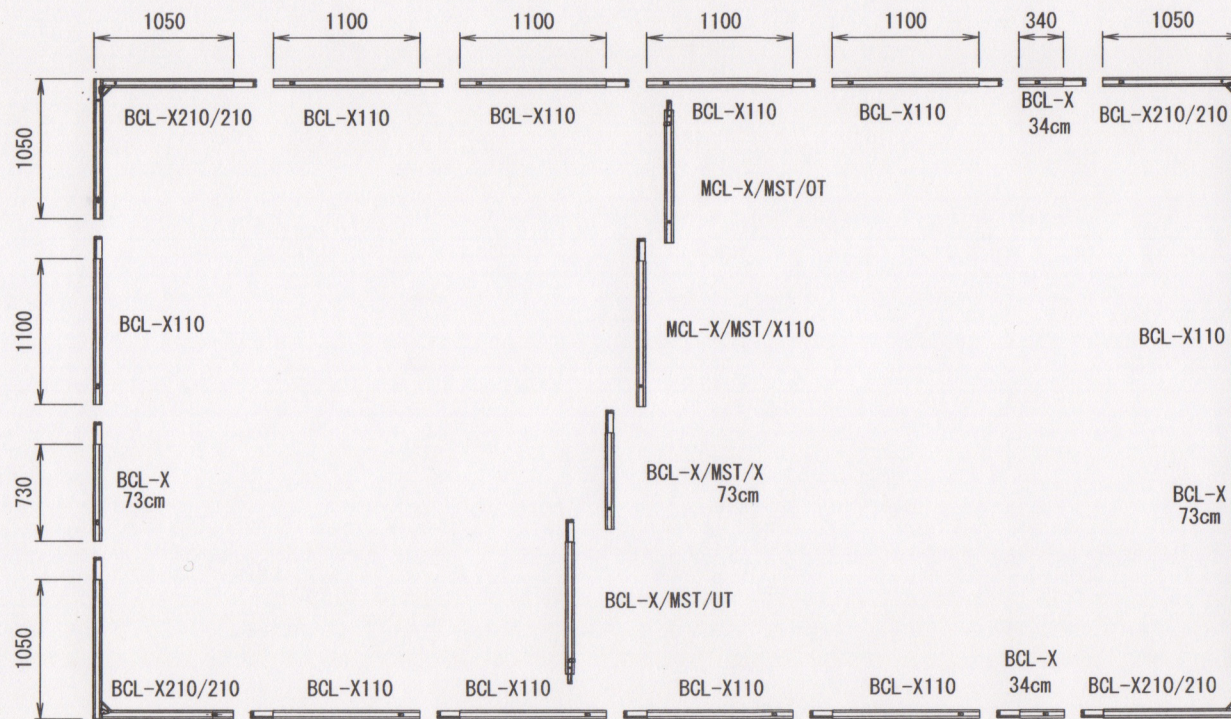 1050 1100 1100 1100 1100 340 1050
BCL-X210/210 BCL-X110 BCL-X110 BCL-X110 BCL-X110 BCL-X BCL-X210/210
34cm
1050
MCL-X/MST/OT
1100
BCL-X110 MCL-X/MST/X110 BCL-X110
730
BCL-X BCL-X/MST/X BCL-X
73cm 73cm 73cm
1050
BCL-X/MST/UT
BCL-X210/210 BCL-X110 BCL-X110 BCL-X110 BCL-X110 BCL-X BCL-X210/210
34cm